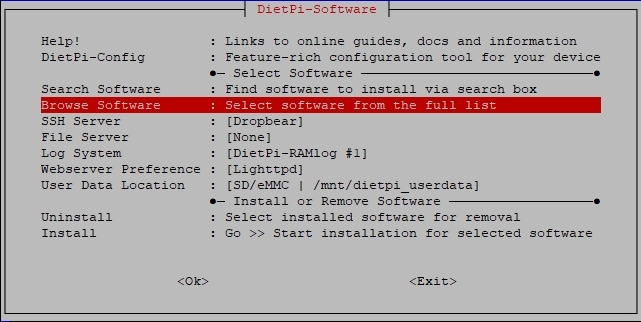 DietPi-Software
Help! : Links to online guides, docs and information
DietPi-Config : Feature-rich configuration tool for your device
●─ Select Software ─●
Search Software : Find software to install via search box
Browse Software : Select software from the full list
SSH Server : [Dropbear]
File Server : [None]
Log System : [DietPi-RAMlog #1]
Webserver Preference : [Lighttpd]
User Data Location : [SD/eMMC | /mnt/dietpi_userdata]
●─ Install or Remove Software ─●
Uninstall : Select installed software for removal
Install : Go >> Start installation for selected software
<Ok> <Exit>